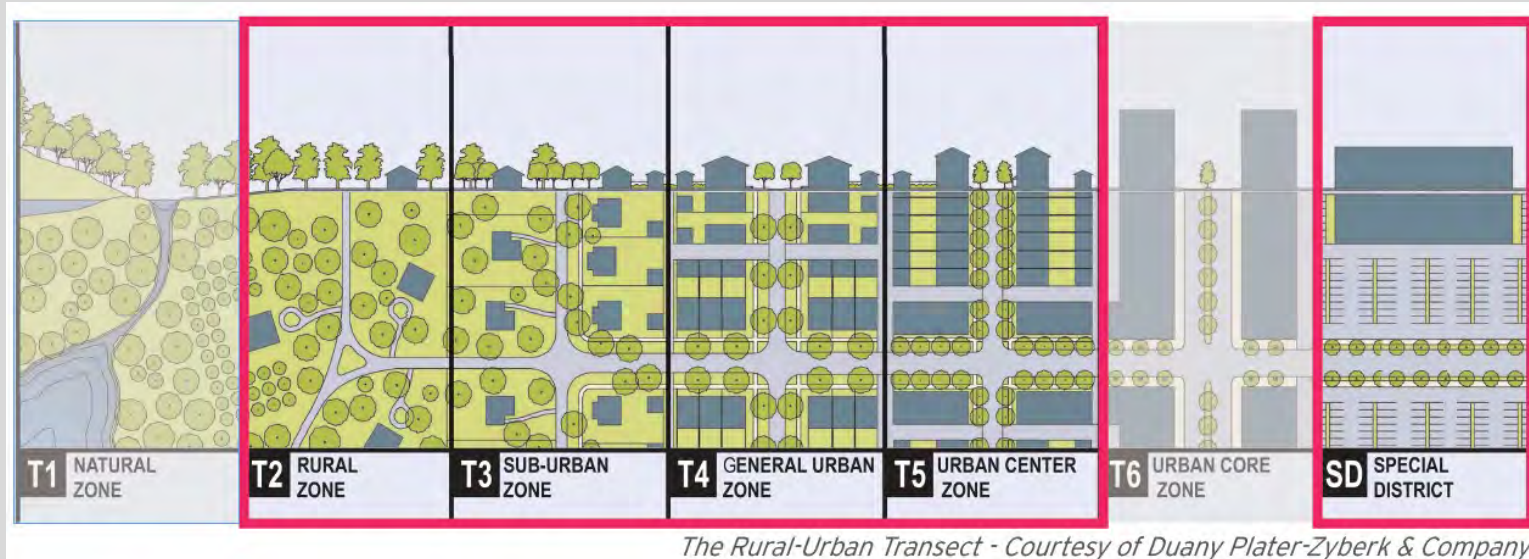 T1 NATURAL
ZONE
T2 RURAL
ZONE
T3 SUB-URBAN
ZONE
T4 GENERAL URBAN
ZONE
T5 URBAN CENTER
ZONE
T6 URBAN CORE
ZONE
SD SPECIAL
DISTRICT
The Rural-Urban Transect - Courtesy of Duany Plater-Zyberk & Company